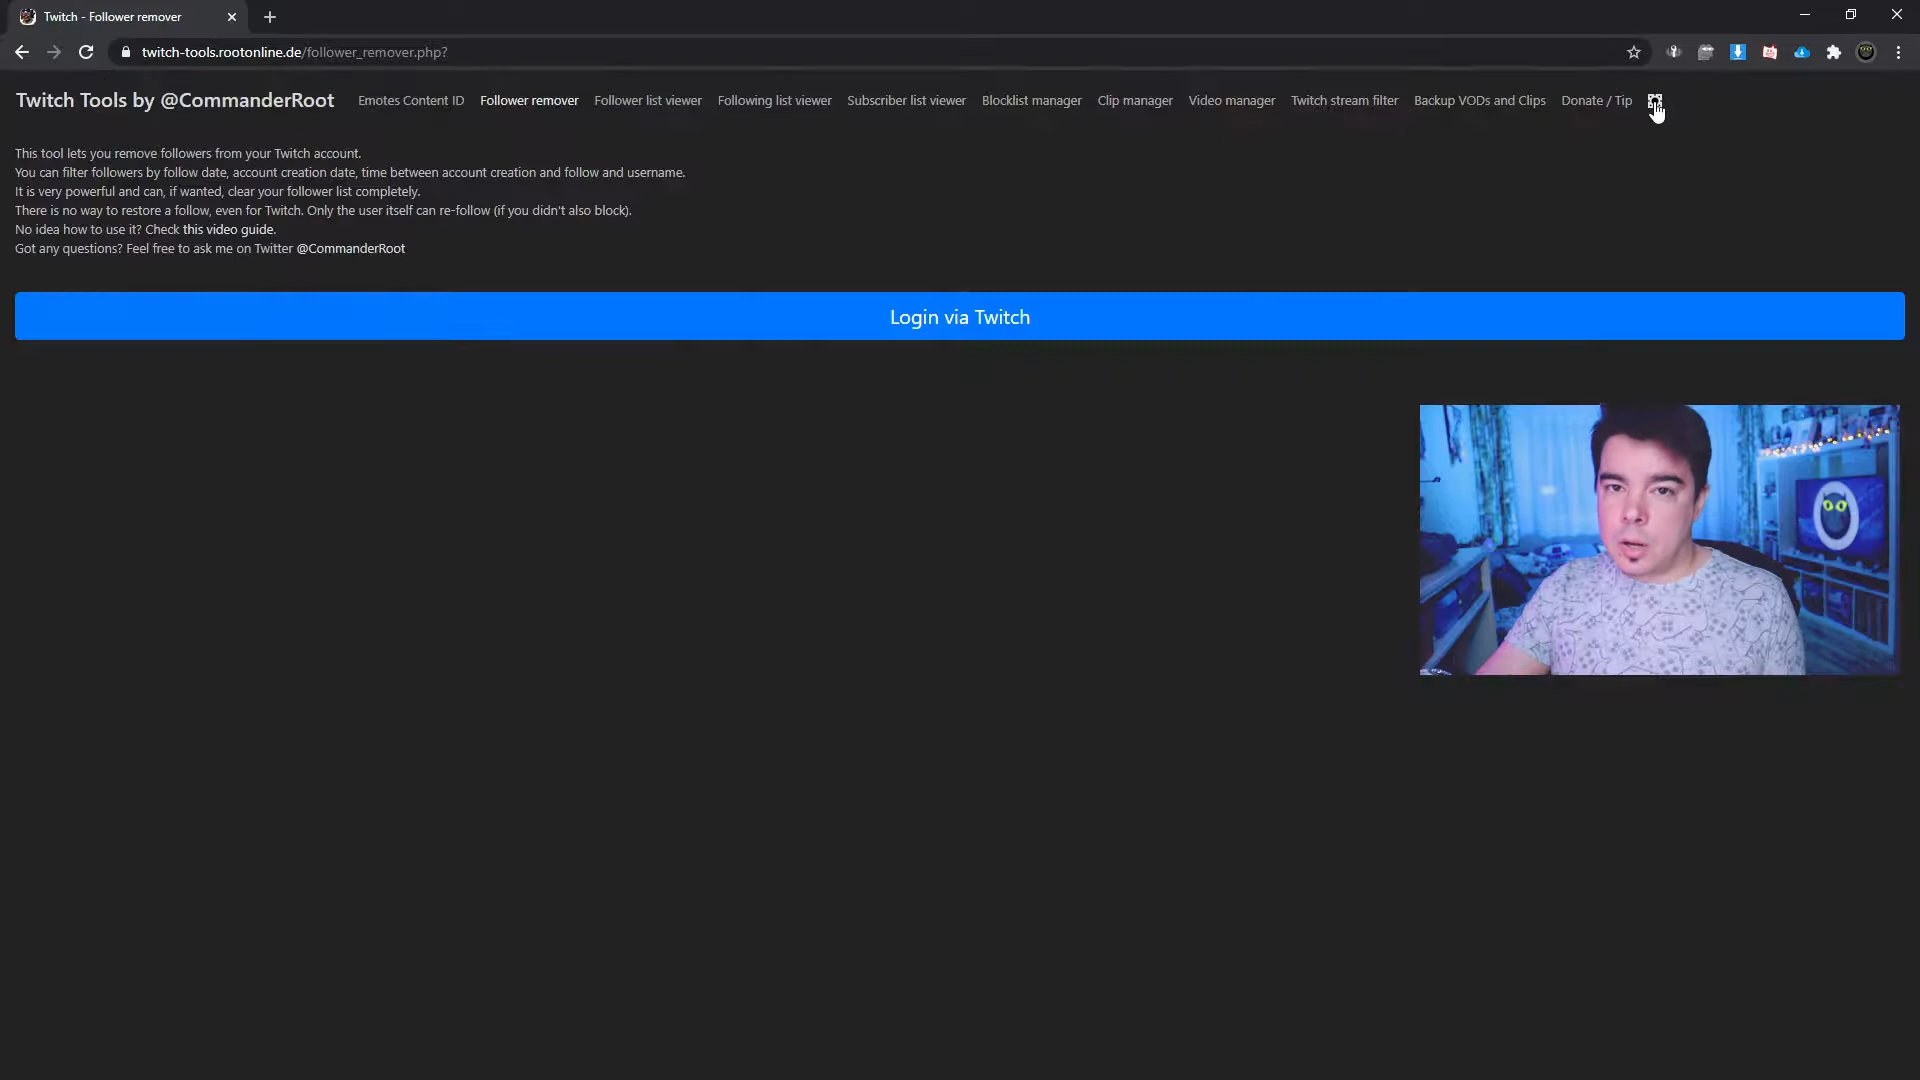 Twitch - Follower remover
twitch-tools.rootonline.de/follower_remover.php?
Twitch Tools by @CommanderRoot Emotes Content ID Follower remover Follower list viewer Following list viewer Subscriber list viewer Blocklist manager Clip manager Video manager Twitch stream filter Backup VODs and Clips Donate / Tip
This tool lets you remove followers from your Twitch account.
You can filter followers by follow date, account creation date, time between account creation and follow and username.
It is very powerful and can, if wanted, clear your follower list completely.
There is no way to restore a follow, even for Twitch. Only the user itself can re-follow (if you didn't also block).
No idea how to use it? Check this video guide.
Got any questions? Feel free to ask me on Twitter @CommanderRoot
Login via Twitch